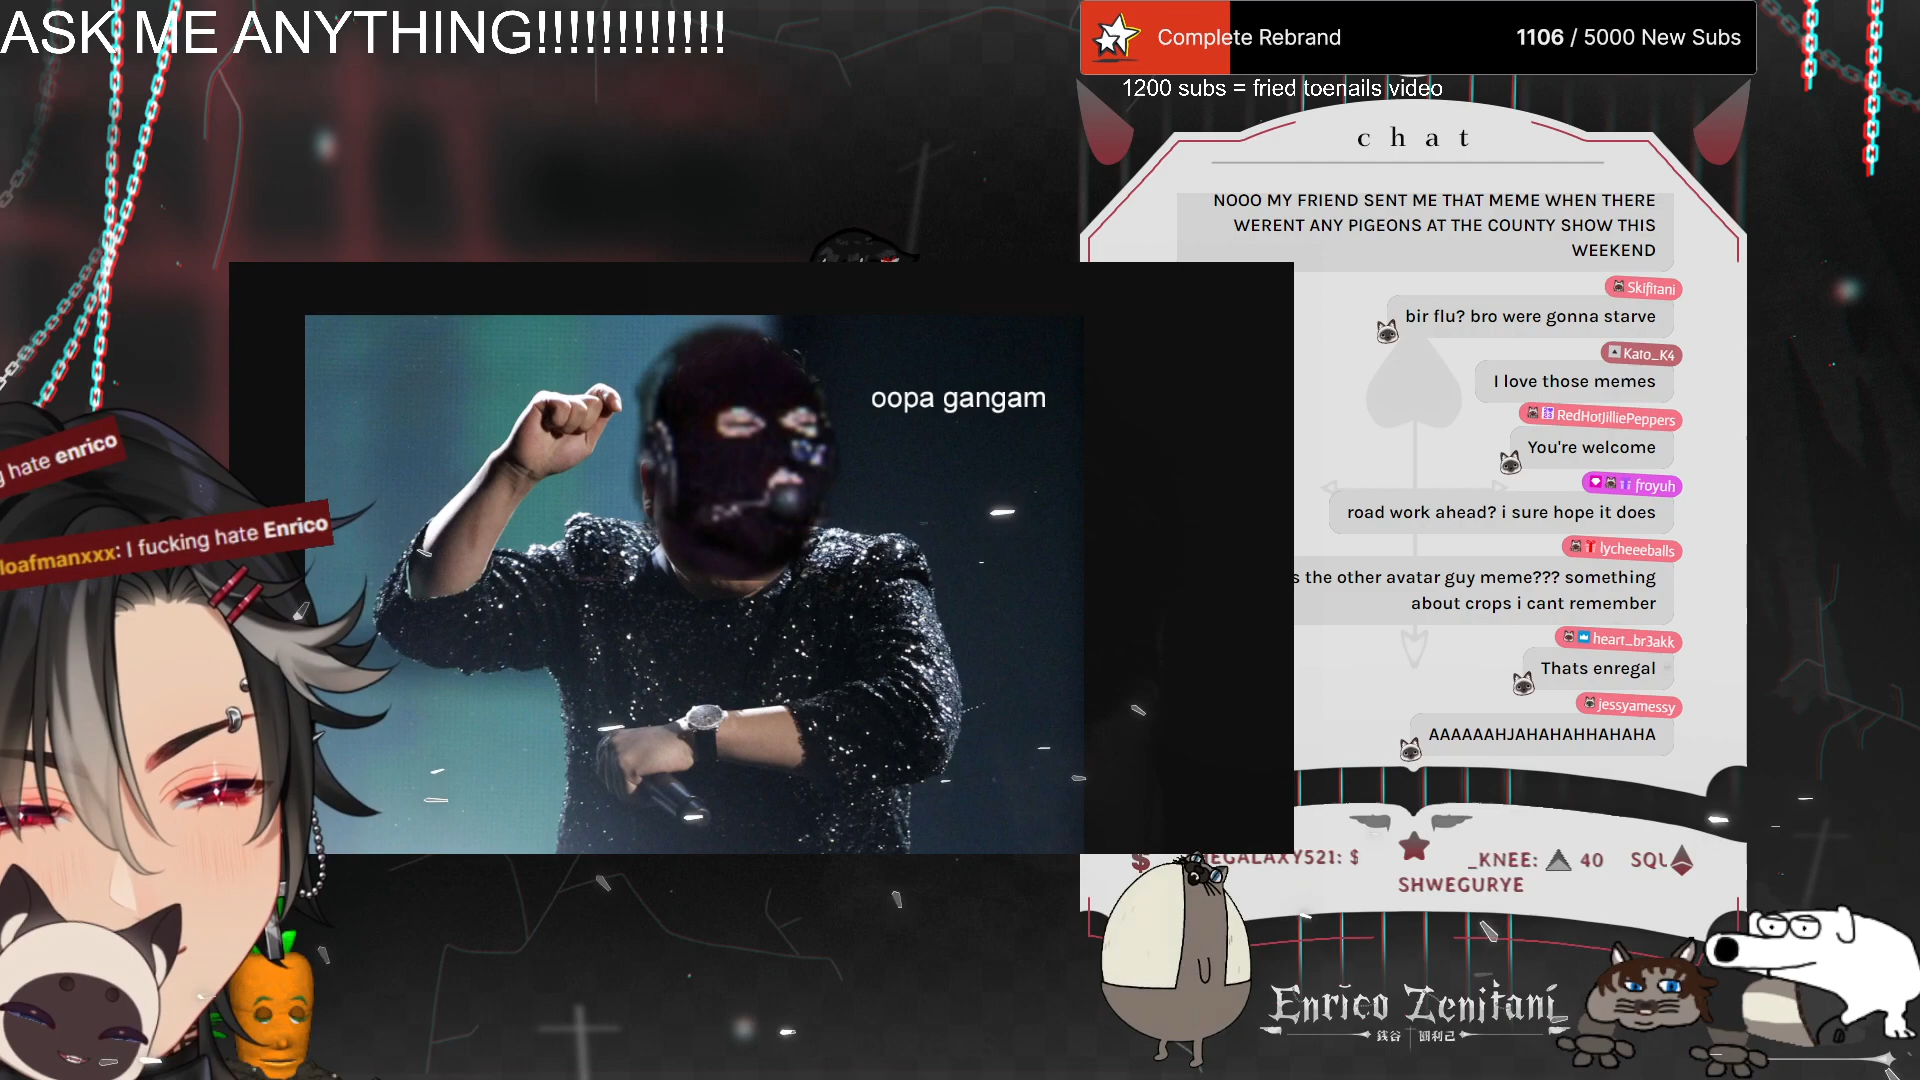 ASK ME ANYTHING!!!!!!!!!!!!!
Complete Rebrand
1106 / 5000 New Subs
1200 subs = fried toenails video
chat
NOOO MY FRIEND SENT ME THAT MEME WHEN THERE
WERENT ANY PIGEONS AT THE COUNTY SHOW THIS
WEEKEND
Skifitani
bir flu? bro were gonna starve
Kato_K4
I love those memes
RedHotJilliePeppers
You're welcome
froyuh
road work ahead? i sure hope it does
lycheeeballs
the other avatar guy meme??? something
about crops i cant remember
heart_br3akk
Thats enregal
jessyamessy
AAAAAAHJAHAHAHHAHAHA
oopa gangam
hate enrico
loafmanxxx: I fucking hate Enrico
EGALAXY521: $
_KNEE: 40
SHWEGURYE
Enrico Zenitani